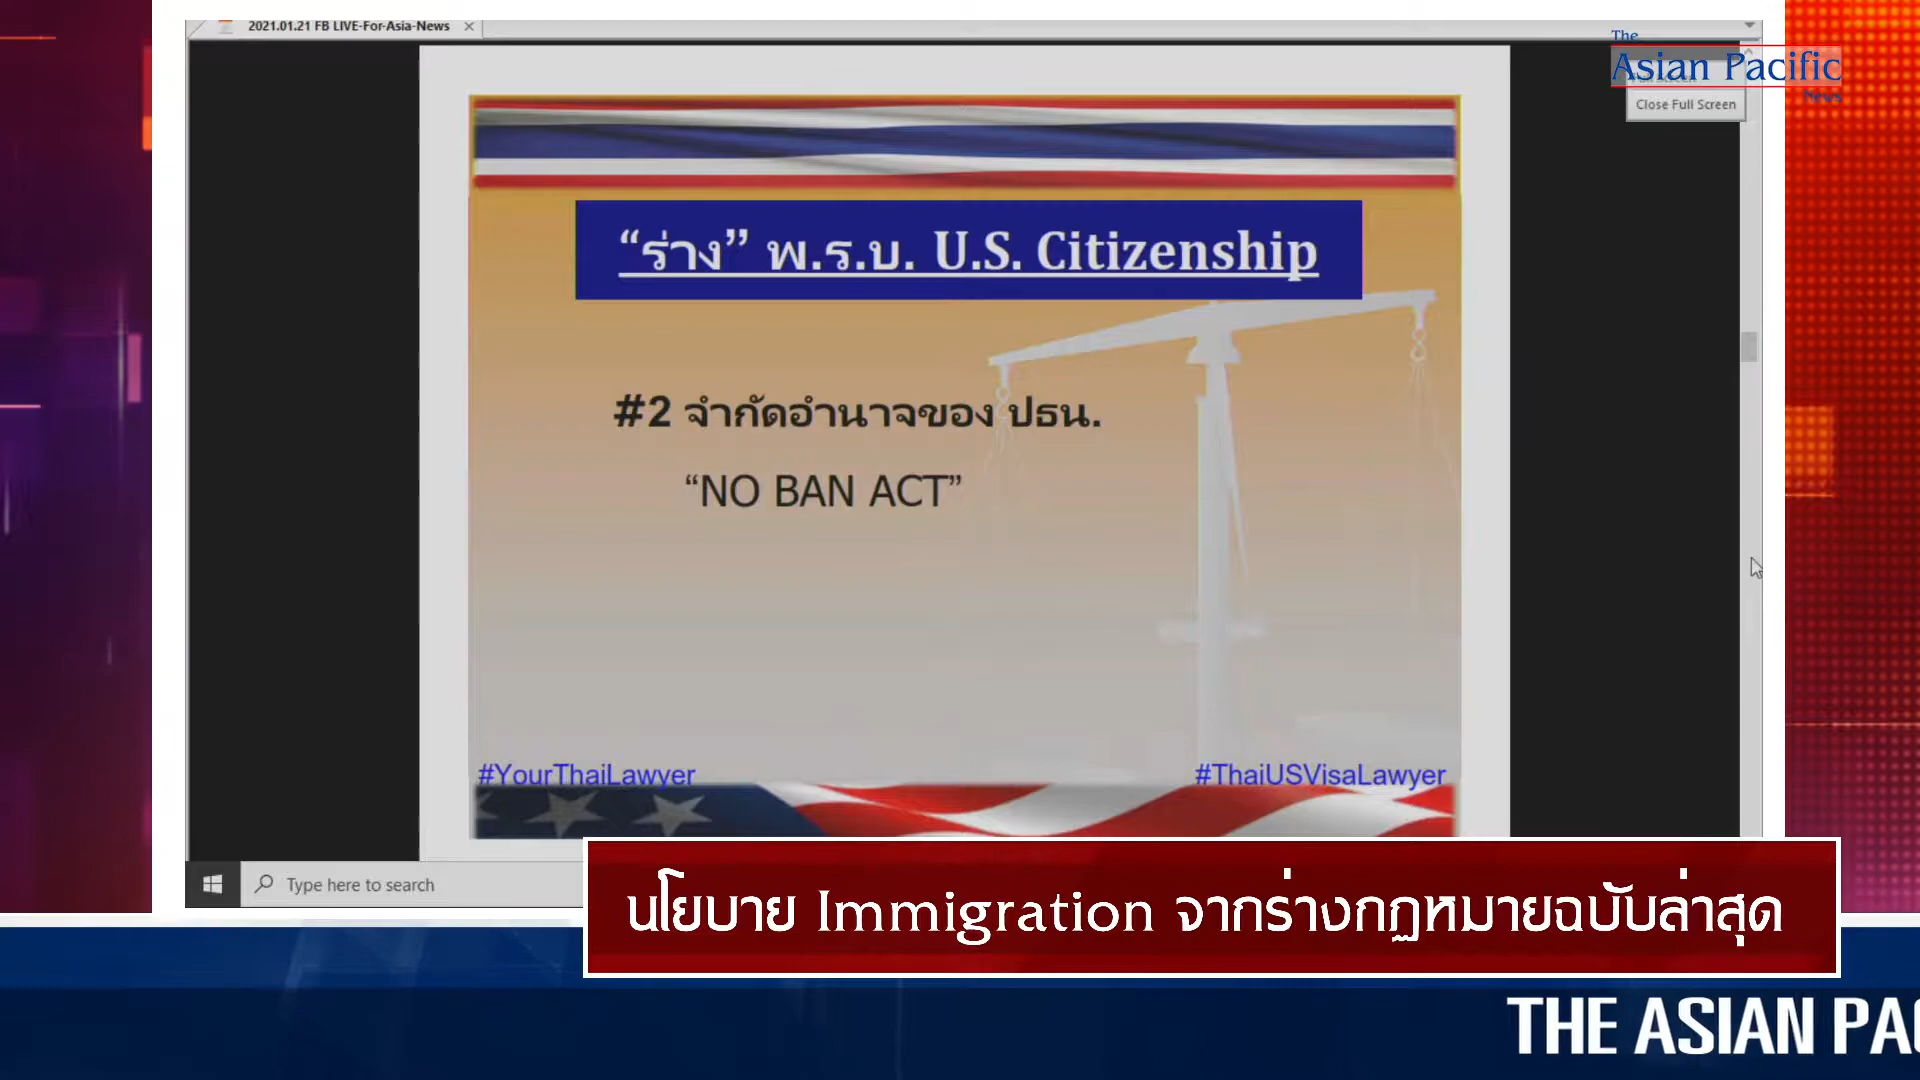 2021.01.21 FB LIVE-For-Asia-News
The
Asian Pacific
News
Close Full Screen
“ร่าง” พ.ร.บ. U.S. Citizenship
#2 จำกัดอำนาจของ ปธน.
“NO BAN ACT”
#YourThaiLawyer
#ThaiUSVisaLawyer
Type here to search
นโยบาย Immigration จากร่างกฎหมายฉบับล่าสุด
THE ASIAN PAC